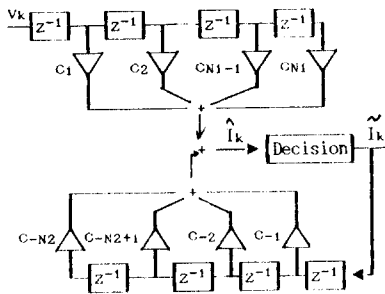 Vk Z⁻¹ Z⁻¹ Z⁻¹ Z⁻¹
C1 C2 CN1-1 CN1
+
+ Îk Decision Ĩk
+
C-N2 C-N2+1 C-2 C-1
Z⁻¹ Z⁻¹ Z⁻¹ Z⁻¹